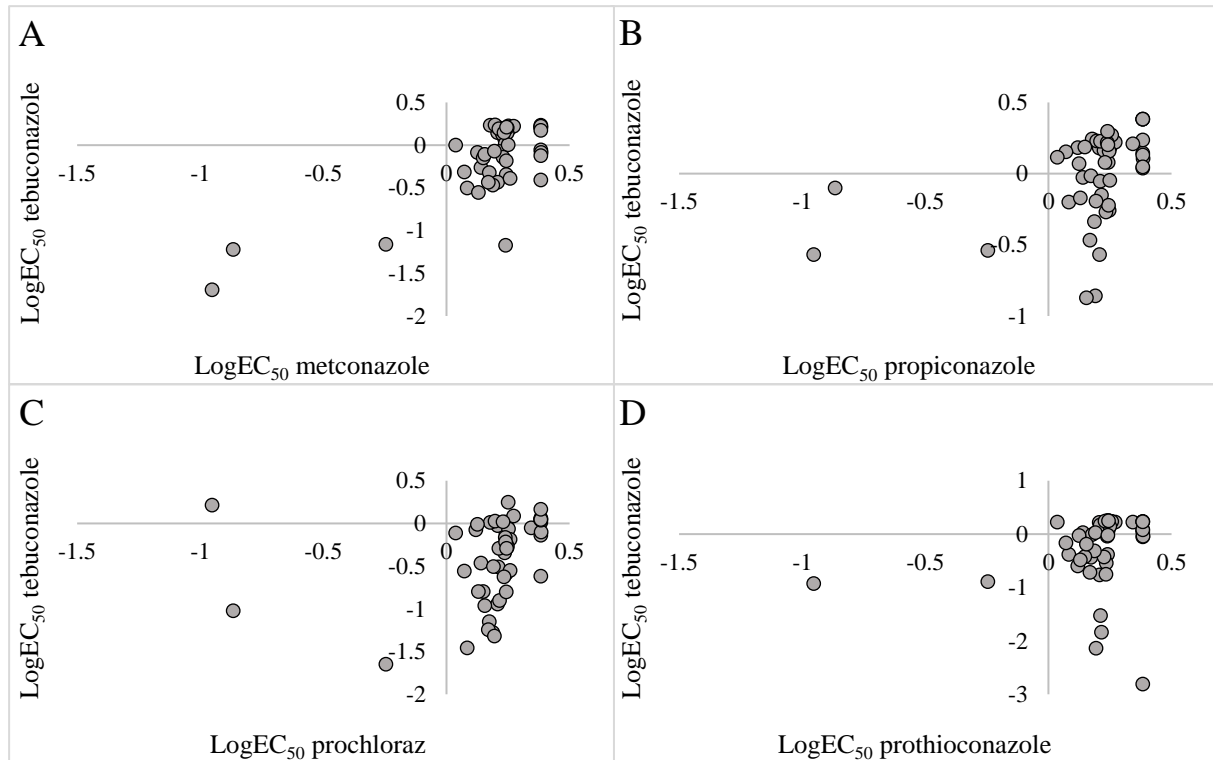 A
0.5
0
-1.5 -1 -0.5 0 0.5
-0.5
-1
-1.5
-2
LogEC50 tebuconazole
LogEC50 metconazole
B
0.5
0
-1.5 -1 -0.5 0 0.5
-0.5
-1
LogEC50 tebuconazole
LogEC50 propiconazole
C
0.5
0
-1.5 -1 -0.5 0 0.5
-0.5
-1
-1.5
-2
LogEC50 tebuconazole
LogEC50 prochloraz
D
1
0
-1.5 -1 -0.5 0 0.5
-1
-2
-3
LogEC50 tebuconazole
LogEC50 prothioconazole